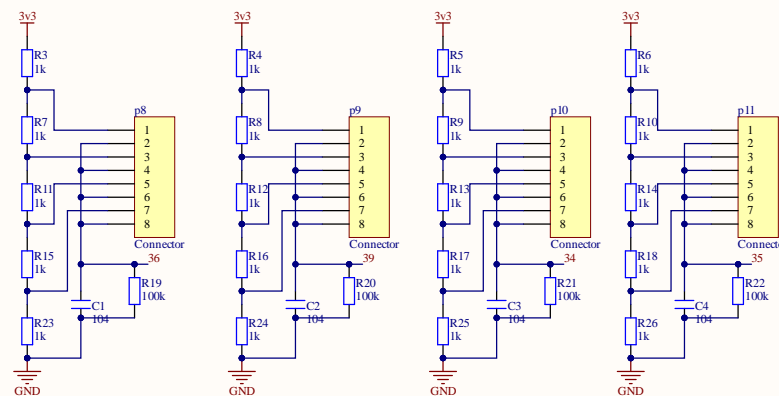 3v3
R3
1k
R7
1k
R11
1k
R15
1k
R23
1k
GND
p8
1
2
3
4
5
6
7
8
Connector
36
C1
104
R19
100k
3v3
R4
1k
R8
1k
R12
1k
R16
1k
R24
1k
GND
p9
1
2
3
4
5
6
7
8
Connector
39
C2
104
R20
100k
3v3
R5
1k
R9
1k
R13
1k
R17
1k
R25
1k
GND
p10
1
2
3
4
5
6
7
8
Connector
34
C3
104
R21
100k
3v3
R6
1k
R10
1k
R14
1k
R18
1k
R26
1k
GND
p11
1
2
3
4
5
6
7
8
Connector
35
C4
104
R22
100k